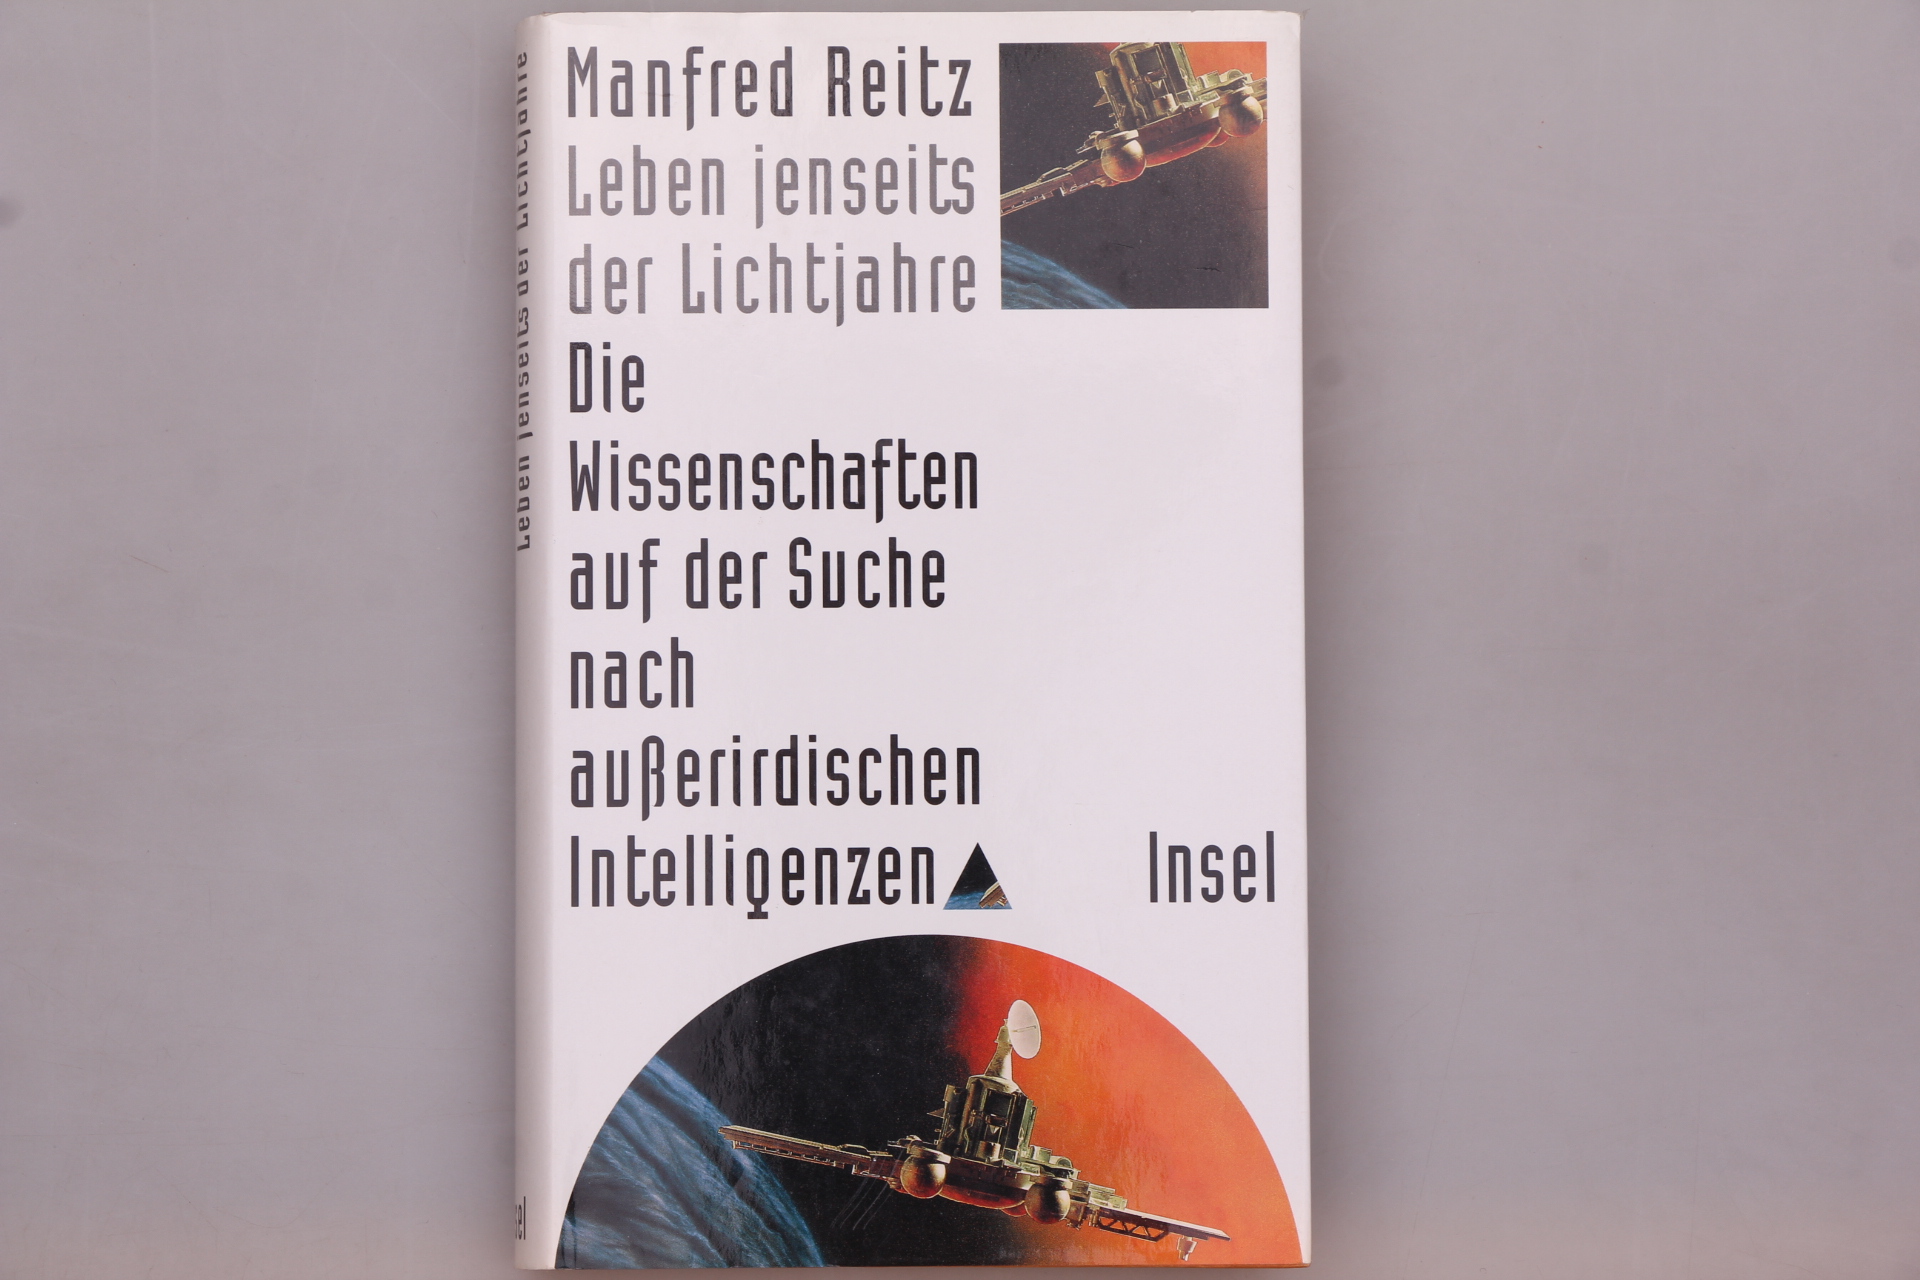 Manfred Reitz
Leben jenseits
der Lichtjahre
Die
Wissenschaften
auf der Suche
nach
außerirdischen
Intelligenzen
Insel
Leben jenseits der Lichtjahre